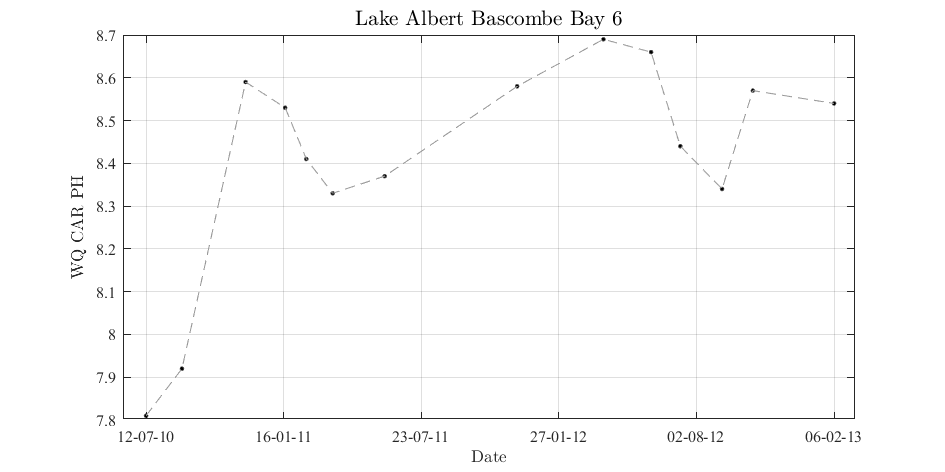 Lake Albert Bascombe Bay 6
8.7
8.6
8.5
8.4
8.3
8.2
8.1
8
7.9
7.8
WQ CAR PH
12-07-10 16-01-11 23-07-11 27-01-12 02-08-12 06-02-13
Date